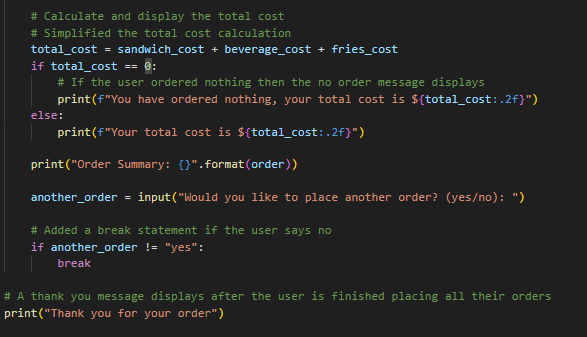 # Calculate and display the total cost
# Simplified the total cost calculation
total_cost = sandwich_cost + beverage_cost + fries_cost
if total_cost == 0:
# If the user ordered nothing then the no order message displays
print(f"You have ordered nothing, your total cost is ${total_cost:.2f}")
else:
print(f"Your total cost is ${total_cost:.2f}")
print("Order Summary: {}".format(order))
another_order = input("Would you like to place another order? (yes/no): ")
# Added a break statement if the user says no
if another_order != "yes":
break
# A thank you message displays after the user is finished placing all their orders
print("Thank you for your order")